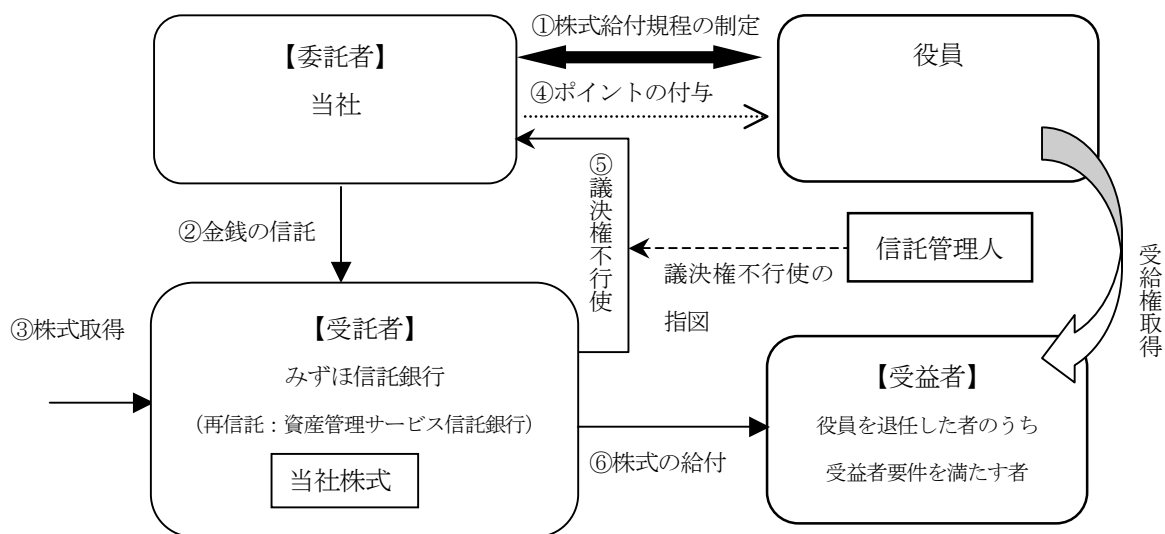 ①株式給付規程の制定
【委託者】
当社
役員
④ポイントの付与
⑤議決権不行使
②金銭の信託
信託管理人
議決権不行使の
指図
受給権取得
③株式取得
【受託者】
みずほ信託銀行
(再信託：資産管理サービス信託銀行)
当社株式
⑥株式の給付
【受益者】
役員を退任した者のうち
受益者要件を満たす者